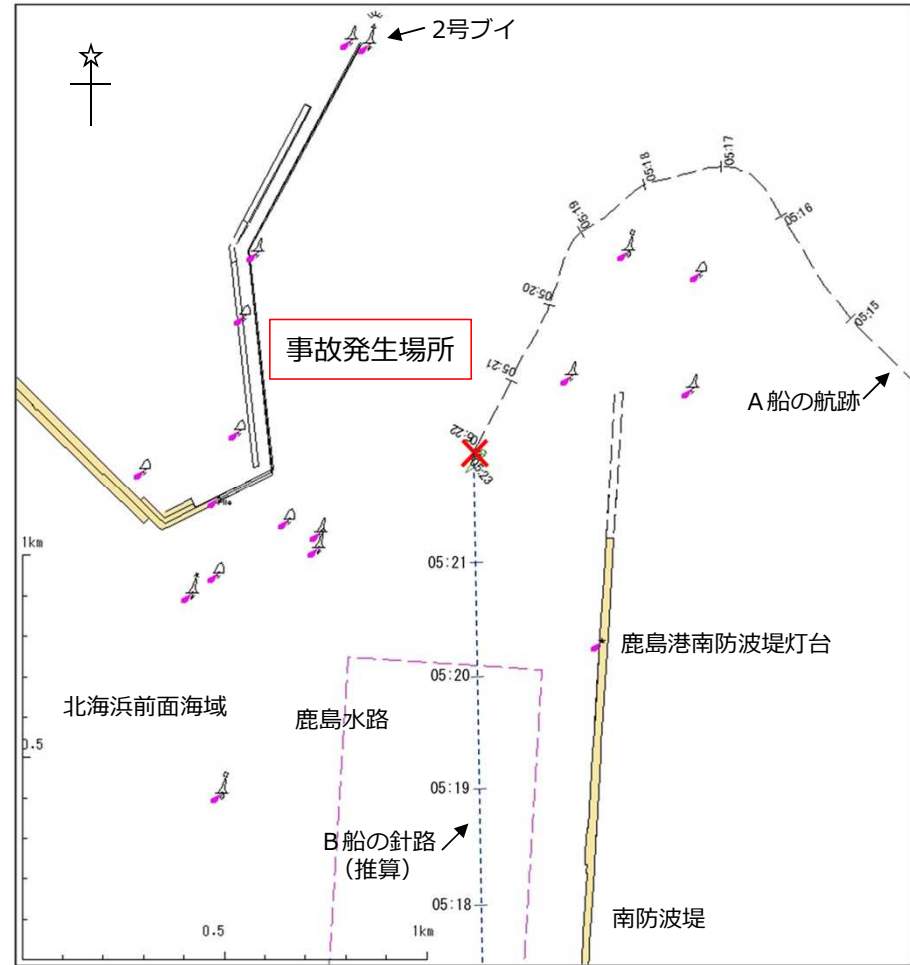 2号ブイ
05:17
05:18
05:19
05:16
05:20
05:15
事故発生場所
05:21
A船の航跡
05:22
05:23
1km
05:21
鹿島港南防波堤灯台
05:20
北海浜前面海域
鹿島水路
0.5
05:19
B船の針路
（推算）
05:18
南防波堤
0.5
1km